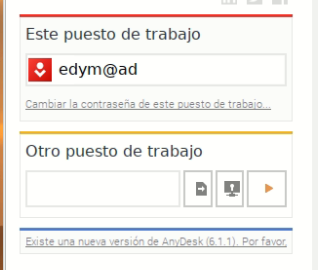 Este puesto de trabajo
edym@ad
Cambiar la contraseña de este puesto de trabajo...
Otro puesto de trabajo
Existe una nueva versión de AnyDesk (6.1.1). Por favor,